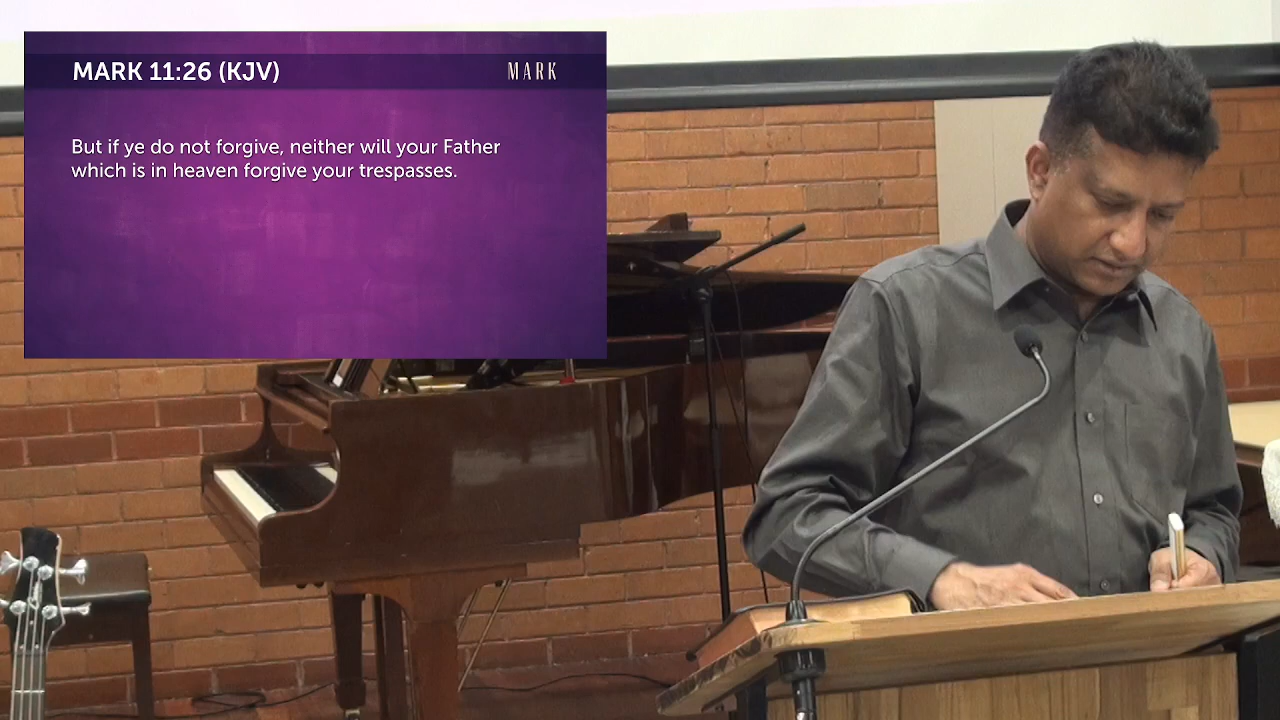 MARK 11:26 (KJV)
MARK
But if ye do not forgive, neither will your Father
which is in heaven forgive your trespasses.